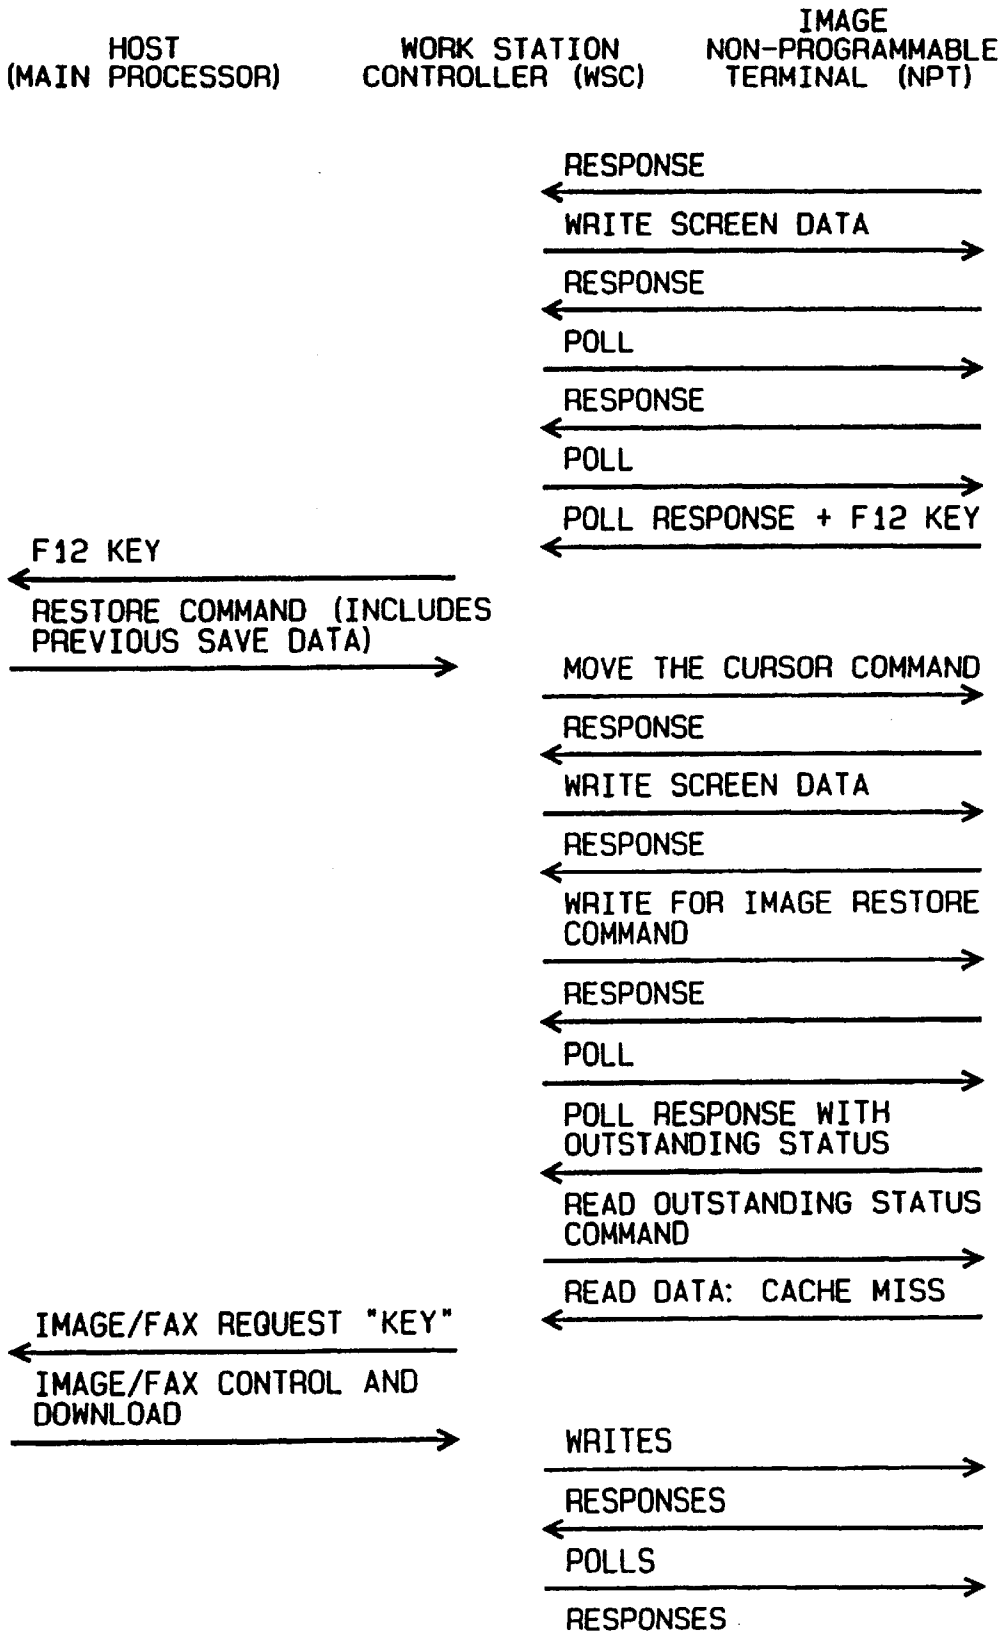 HOST
(MAIN PROCESSOR)
WORK STATION
CONTROLLER (WSC)
IMAGE
NON-PROGRAMMABLE
TERMINAL (NPT)
RESPONSE
WRITE SCREEN DATA
RESPONSE
POLL
RESPONSE
POLL
POLL RESPONSE + F12 KEY
F12 KEY
RESTORE COMMAND (INCLUDES
PREVIOUS SAVE DATA)
MOVE THE CURSOR COMMAND
RESPONSE
WRITE SCREEN DATA
RESPONSE
WRITE FOR IMAGE RESTORE
COMMAND
RESPONSE
POLL
POLL RESPONSE WITH
OUTSTANDING STATUS
READ OUTSTANDING STATUS
COMMAND
READ DATA: CACHE MISS
IMAGE/FAX REQUEST "KEY"
IMAGE/FAX CONTROL AND
DOWNLOAD
WRITES
RESPONSES
POLLS
RESPONSES